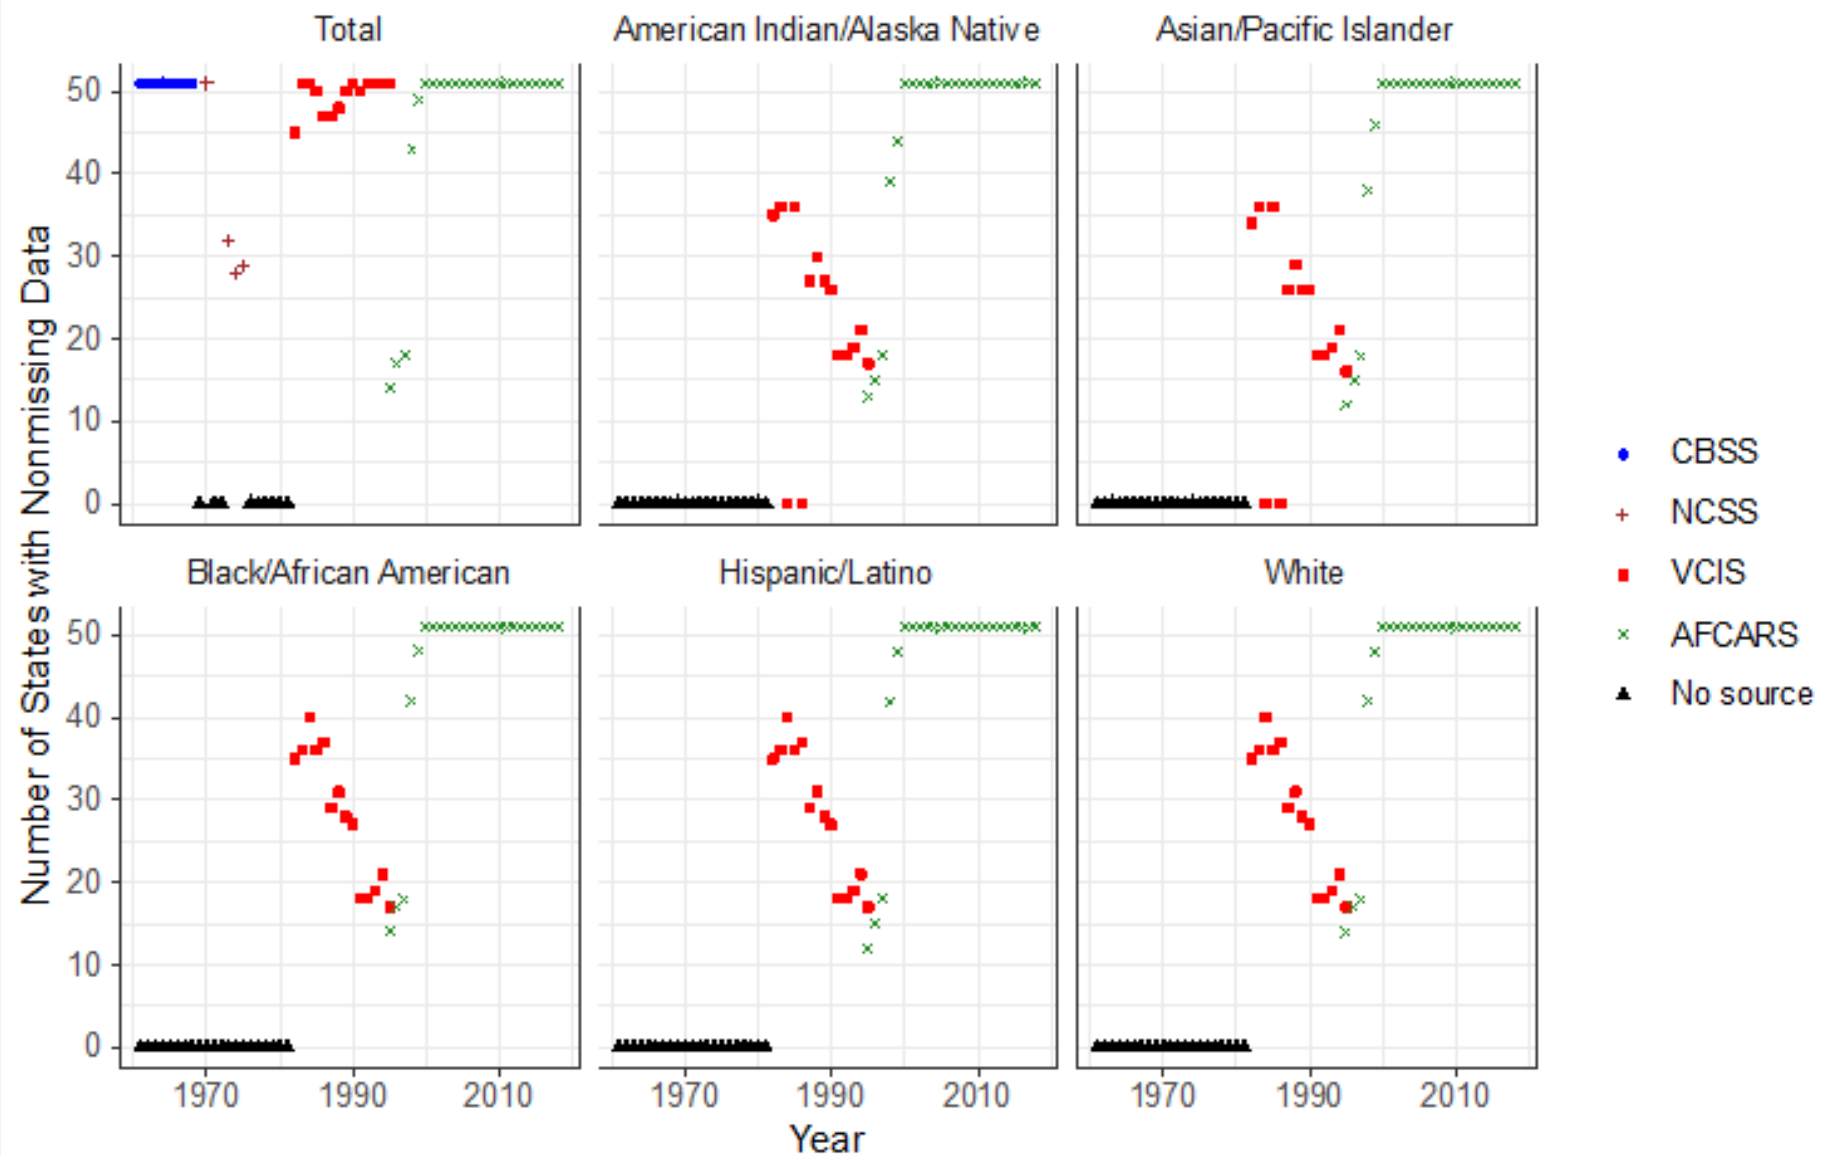 Total
American Indian/Alaska Native
Asian/Pacific Islander
50
40
30
20
10
0
Number of States with Nonmissing Data
Black/African American
Hispanic/Latino
White
50
40
30
20
10
0
1970 1990 2010
1970 1990 2010
1970 1990 2010
Year
CBSS
NCSS
VCIS
AFCARS
No source